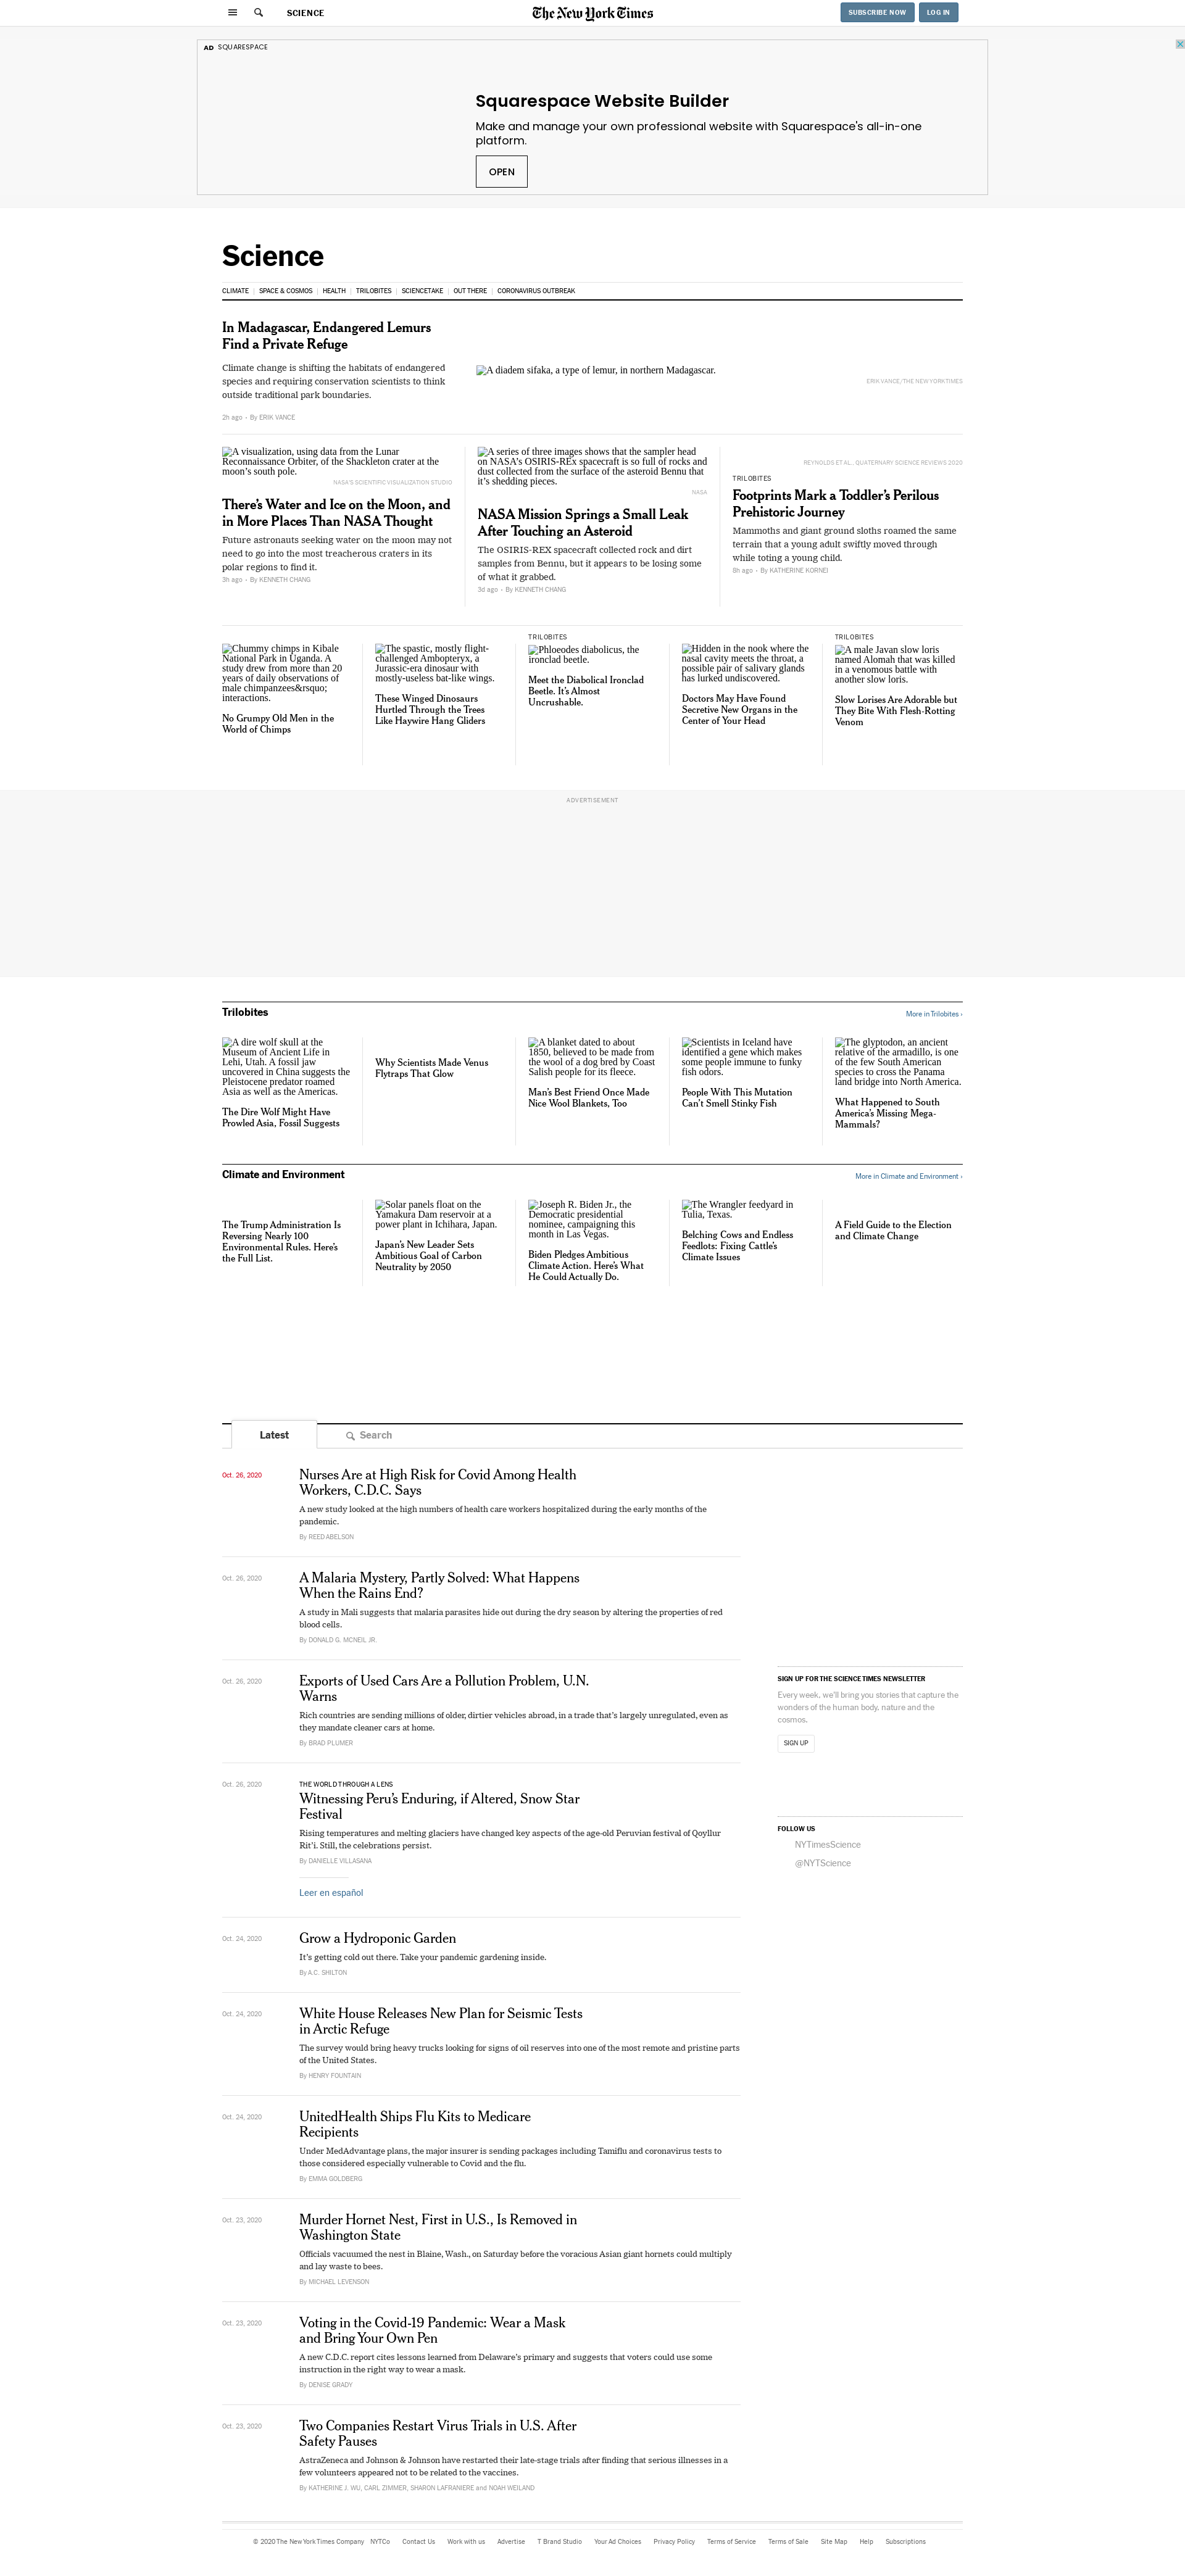 SCIENCE
The New York Times
SUBSCRIBE NOW
LOG IN
AD SQUARESPACE
Squarespace Website Builder
Make and manage your own professional website with Squarespace's all-in-one
platform.
OPEN
Science
CLIMATE
SPACE & COSMOS
HEALTH
TRILOBITES
SCIENCETAKE
OUT THERE
CORONAVIRUS OUTBREAK
In Madagascar, Endangered Lemurs
Find a Private Refuge
Climate change is shifting the habitats of endangered
species and requiring conservation scientists to think
outside traditional park boundaries.
2h ago • By ERIK VANCE
A diadem sifaka, a type of lemur, in northern Madagascar.
ERIK VANCE/THE NEW YORK TIMES
A visualization, using data from the Lunar
Reconnaissance Orbiter, of the Shackleton crater at the
moon's south pole.
NASA'S SCIENTIFIC VISUALIZATION STUDIO
There's Water and Ice on the Moon, and
in More Places Than NASA Thought
Future astronauts seeking water on the moon may not
need to go into the most treacherous craters in its
polar regions to find it.
3h ago • By KENNETH CHANG
A series of three images shows that the sampler head
on NASA's OSIRIS-REx spacecraft is so full of rocks and
dust collected from the surface of the asteroid Bennu that
it's shedding pieces.
NASA
NASA Mission Springs a Small Leak
After Touching an Asteroid
The OSIRIS-REX spacecraft collected rock and dirt
samples from Bennu, but it appears to be losing some
of what it grabbed.
3d ago • By KENNETH CHANG
REYNOLDS ET AL., QUATERNARY SCIENCE REVIEWS 2020
TRILOBITES
Footprints Mark a Toddler's Perilous
Prehistoric Journey
Mammoths and giant ground sloths roamed the same
terrain that a young adult swiftly moved through
while toting a young child.
8h ago • By KATHERINE KORNEI
Chummy chimps in Kibale
National Park in Uganda. A
study drew from more than 20
years of daily observations of
male chimpanzees&rsquo;
interactions.
No Grumpy Old Men in the
World of Chimps
The spastic, mostly flight-
challenged Ambopteryx, a
Jurassic-era dinosaur with
mostly-useless bat-like wings.
These Winged Dinosaurs
Hurtled Through the Trees
Like Haywire Hang Gliders
TRILOBITES
Phloeodes diabolicus, the
ironclad beetle.
Meet the Diabolical Ironclad
Beetle. It's Almost
Uncrushable.
Hidden in the nook where the
nasal cavity meets the throat, a
possible pair of salivary glands
has lurked undiscovered.
Doctors May Have Found
Secretive New Organs in the
Center of Your Head
TRILOBITES
A male Javan slow loris
named Alomah that was killed
in a venomous battle with
another slow loris.
Slow Lorises Are Adorable but
They Bite With Flesh-Rotting
Venom
ADVERTISEMENT
Trilobites
More in Trilobites ›
A dire wolf skull at the
Museum of Ancient Life in
Lehi, Utah. A fossil jaw
uncovered in China suggests the
Pleistocene predator roamed
Asia as well as the Americas.
The Dire Wolf Might Have
Prowled Asia, Fossil Suggests
Why Scientists Made Venus
Flytraps That Glow
A blanket dated to about
1850, believed to be made from
the wool of a dog bred by Coast
Salish people for its fleece.
Man's Best Friend Once Made
Nice Wool Blankets, Too
Scientists in Iceland have
identified a gene which makes
some people immune to funky
fish odors.
People With This Mutation
Can't Smell Stinky Fish
The glyptodon, an ancient
relative of the armadillo, is one
of the few South American
species to cross the Panama
land bridge into North America.
What Happened to South
America's Missing Mega-
Mammals?
Climate and Environment
More in Climate and Environment ›
The Trump Administration Is
Reversing Nearly 100
Environmental Rules. Here's
the Full List.
Solar panels float on the
Yamakura Dam reservoir at a
power plant in Ichihara, Japan.
Japan's New Leader Sets
Ambitious Goal of Carbon
Neutrality by 2050
Joseph R. Biden Jr., the
Democratic presidential
nominee, campaigning this
month in Las Vegas.
Biden Pledges Ambitious
Climate Action. Here's What
He Could Actually Do.
The Wrangler feedyard in
Tulia, Texas.
Belching Cows and Endless
Feedlots: Fixing Cattle's
Climate Issues
A Field Guide to the Election
and Climate Change
Latest
Search
Oct. 26, 2020
Nurses Are at High Risk for Covid Among Health
Workers, C.D.C. Says
A new study looked at the high numbers of health care workers hospitalized during the early months of the
pandemic.
By REED ABELSON
Oct. 26, 2020
A Malaria Mystery, Partly Solved: What Happens
When the Rains End?
A study in Mali suggests that malaria parasites hide out during the dry season by altering the properties of red
blood cells.
By DONALD G. MCNEIL JR.
Oct. 26, 2020
Exports of Used Cars Are a Pollution Problem, U.N.
Warns
Rich countries are sending millions of older, dirtier vehicles abroad, in a trade that's largely unregulated, even as
they mandate cleaner cars at home.
By BRAD PLUMER
Oct. 26, 2020
THE WORLD THROUGH A LENS
Witnessing Peru's Enduring, if Altered, Snow Star
Festival
Rising temperatures and melting glaciers have changed key aspects of the age-old Peruvian festival of Qoyllur
Rit'i. Still, the celebrations persist.
By DANIELLE VILLASANA
Leer en español
Oct. 24, 2020
Grow a Hydroponic Garden
It's getting cold out there. Take your pandemic gardening inside.
By A.C. SHILTON
Oct. 24, 2020
White House Releases New Plan for Seismic Tests
in Arctic Refuge
The survey would bring heavy trucks looking for signs of oil reserves into one of the most remote and pristine parts
of the United States.
By HENRY FOUNTAIN
Oct. 24, 2020
UnitedHealth Ships Flu Kits to Medicare
Recipients
Under MedAdvantage plans, the major insurer is sending packages including Tamiflu and coronavirus tests to
those considered especially vulnerable to Covid and the flu.
By EMMA GOLDBERG
Oct. 23, 2020
Murder Hornet Nest, First in U.S., Is Removed in
Washington State
Officials vacuumed the nest in Blaine, Wash., on Saturday before the voracious Asian giant hornets could multiply
and lay waste to bees.
By MICHAEL LEVENSON
Oct. 23, 2020
Voting in the Covid-19 Pandemic: Wear a Mask
and Bring Your Own Pen
A new C.D.C. report cites lessons learned from Delaware's primary and suggests that voters could use some
instruction in the right way to wear a mask.
By DENISE GRADY
Oct. 23, 2020
Two Companies Restart Virus Trials in U.S. After
Safety Pauses
AstraZeneca and Johnson & Johnson have restarted their late-stage trials after finding that serious illnesses in a
few volunteers appeared not to be related to the vaccines.
By KATHERINE J. WU, CARL ZIMMER, SHARON LAFRANIERE and NOAH WEILAND
SIGN UP FOR THE SCIENCE TIMES NEWSLETTER
Every week, we'll bring you stories that capture the
wonders of the human body, nature and the
cosmos.
SIGN UP
FOLLOW US
NYTimesScience
@NYTScience
© 2020 The New York Times Company
NYTCo
Contact Us
Work with us
Advertise
T Brand Studio
Your Ad Choices
Privacy Policy
Terms of Service
Terms of Sale
Site Map
Help
Subscriptions